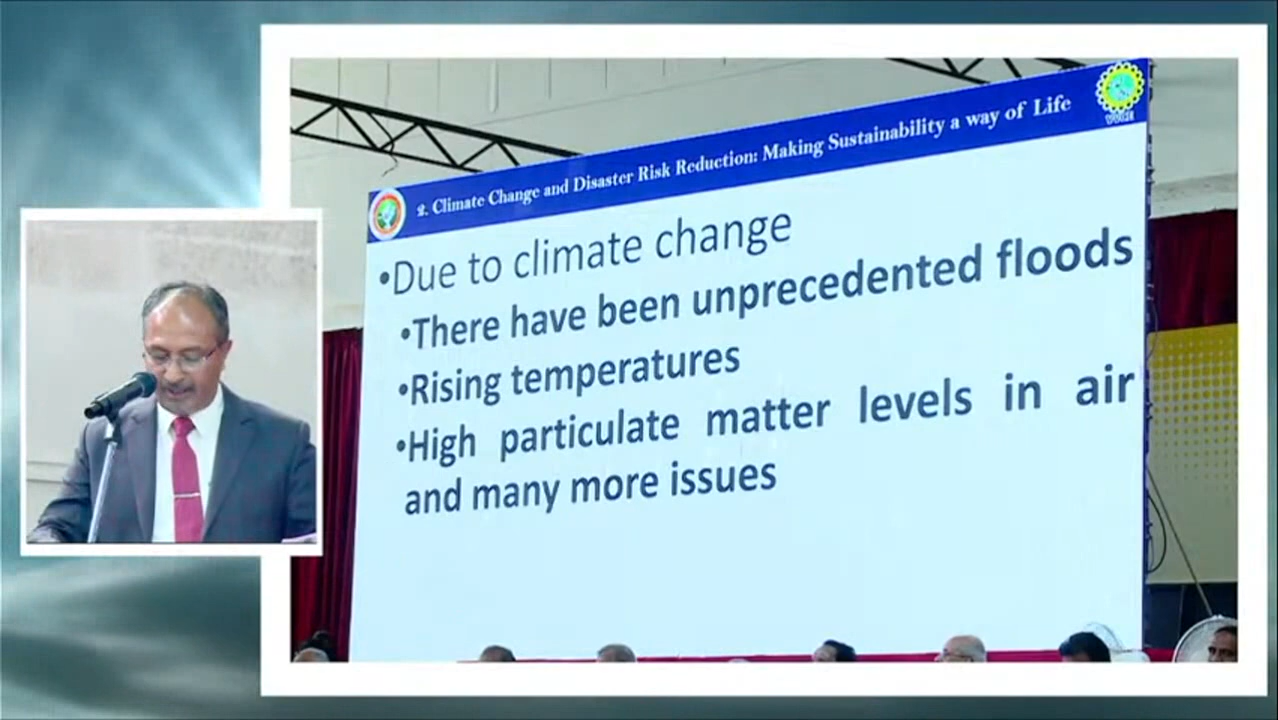 2. Climate Change and Disaster Risk Reduction: Making Sustainability a way of Life
•Due to climate change
•There have been unprecedented floods
•Rising temperatures
•High particulate matter levels in air
and many more issues